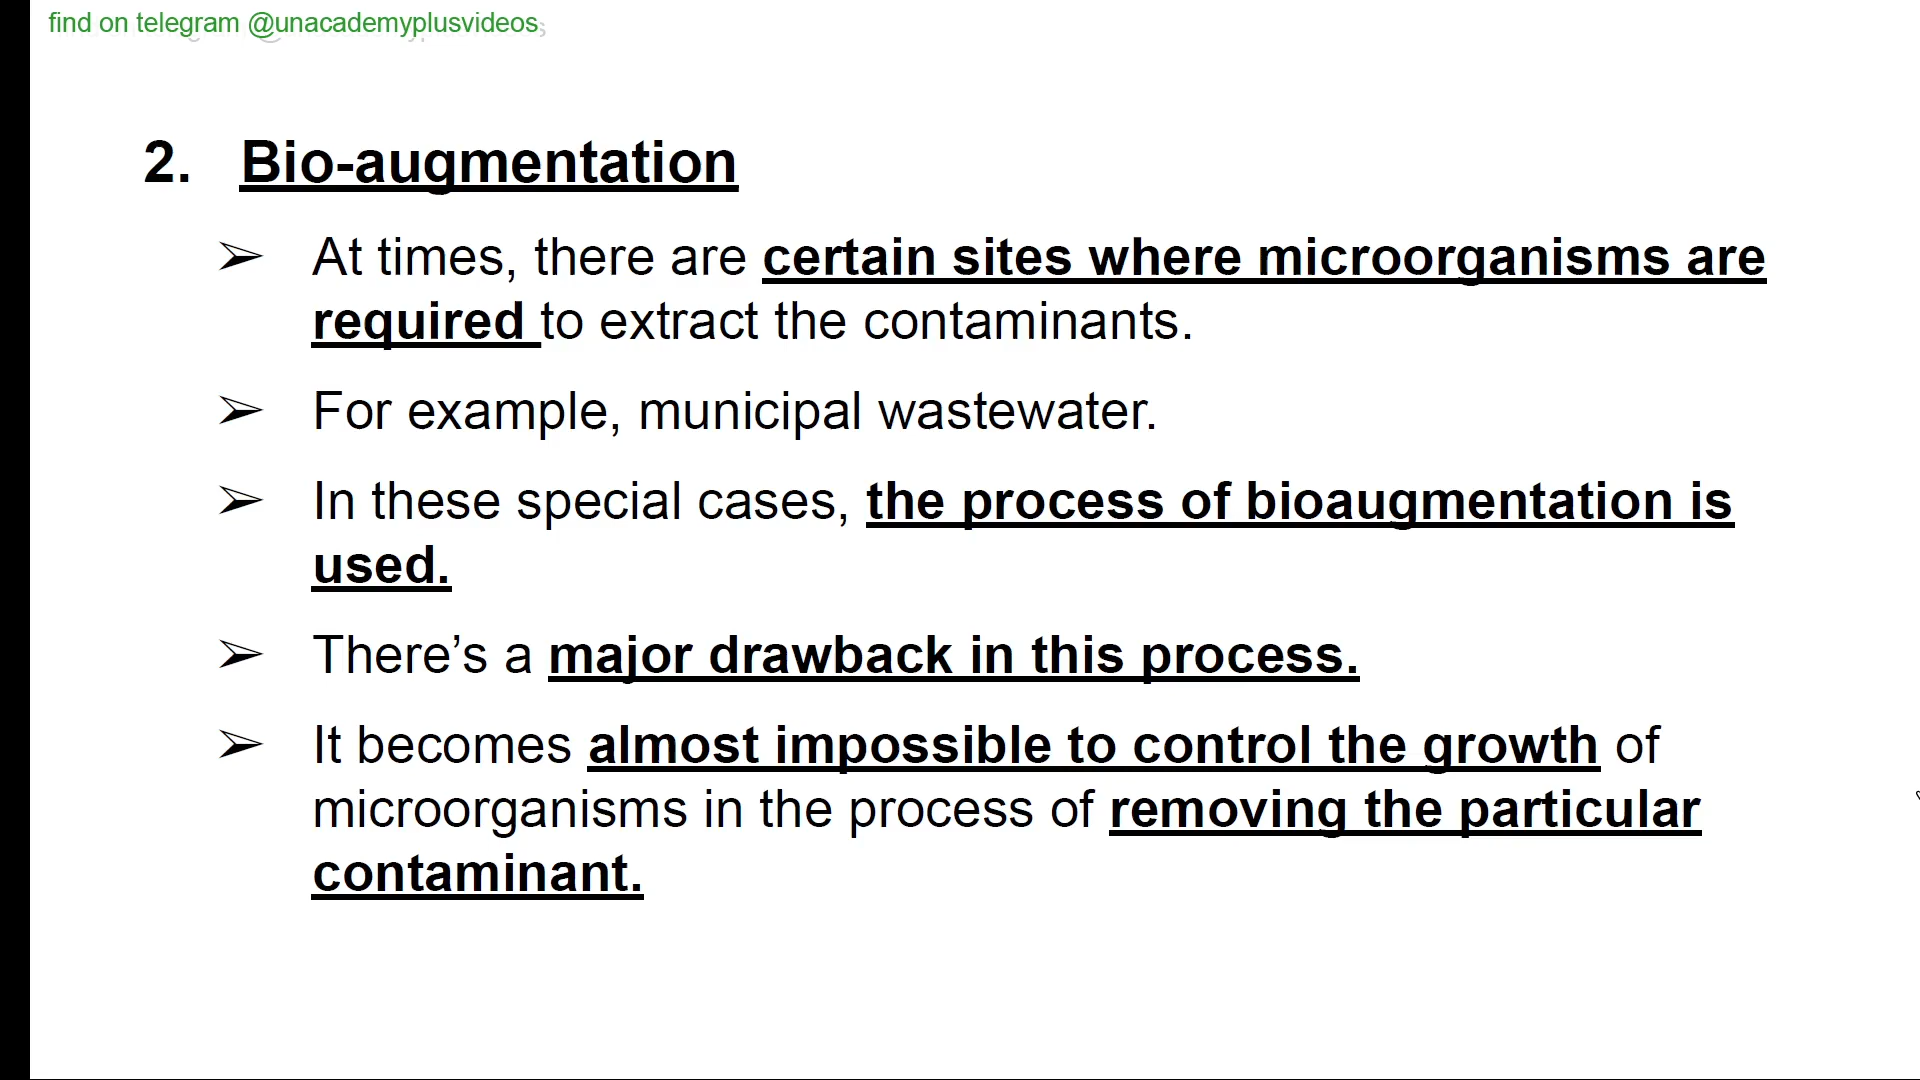 find on telegram @unacademyplusvideos
2. Bio-augmentation
➢ At times, there are certain sites where microorganisms are
required to extract the contaminants.
➢ For example, municipal wastewater.
➢ In these special cases, the process of bioaugmentation is
used.
➢ There’s a major drawback in this process.
➢ It becomes almost impossible to control the growth of
microorganisms in the process of removing the particular
contaminant.